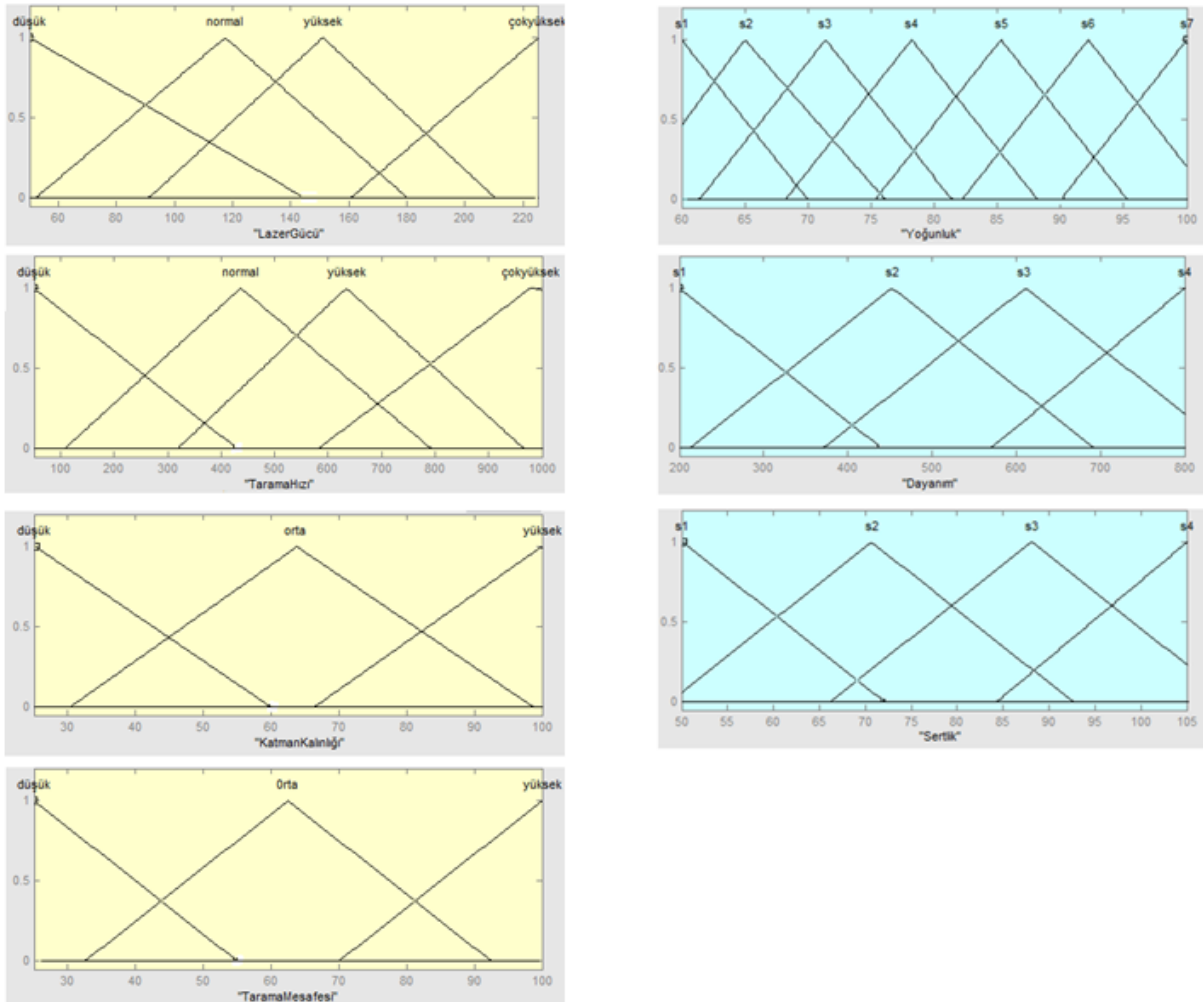 düşük normal yüksek çokyüksek
1
0.5
0
60 80 100 120 140 160 180 200 220
"LazerGücü"
düşük normal yüksek çokyüksek
1
0.5
0
100 200 300 400 500 600 700 800 900 1000
"TaramaHızı"
düşük orta yüksek
1
0.5
0
30 40 50 60 70 80 90 100
"KatmanKalınlığı"
düşük 0rta yüksek
1
0.5
0
30 40 50 60 70 80 90 100
"TaramaMesafesi"
s1 s2 s3 s4 s5 s6 s7
1
0.5
0
60 65 70 75 80 85 90 95 100
"Yoğunluk"
s1 s2 s3 s4
1
0.5
0
200 300 400 500 600 700 800
"Dayanım"
s1 s2 s3 s4
1
0.5
0
50 55 60 65 70 75 80 85 90 95 100 105
"Sertlik"